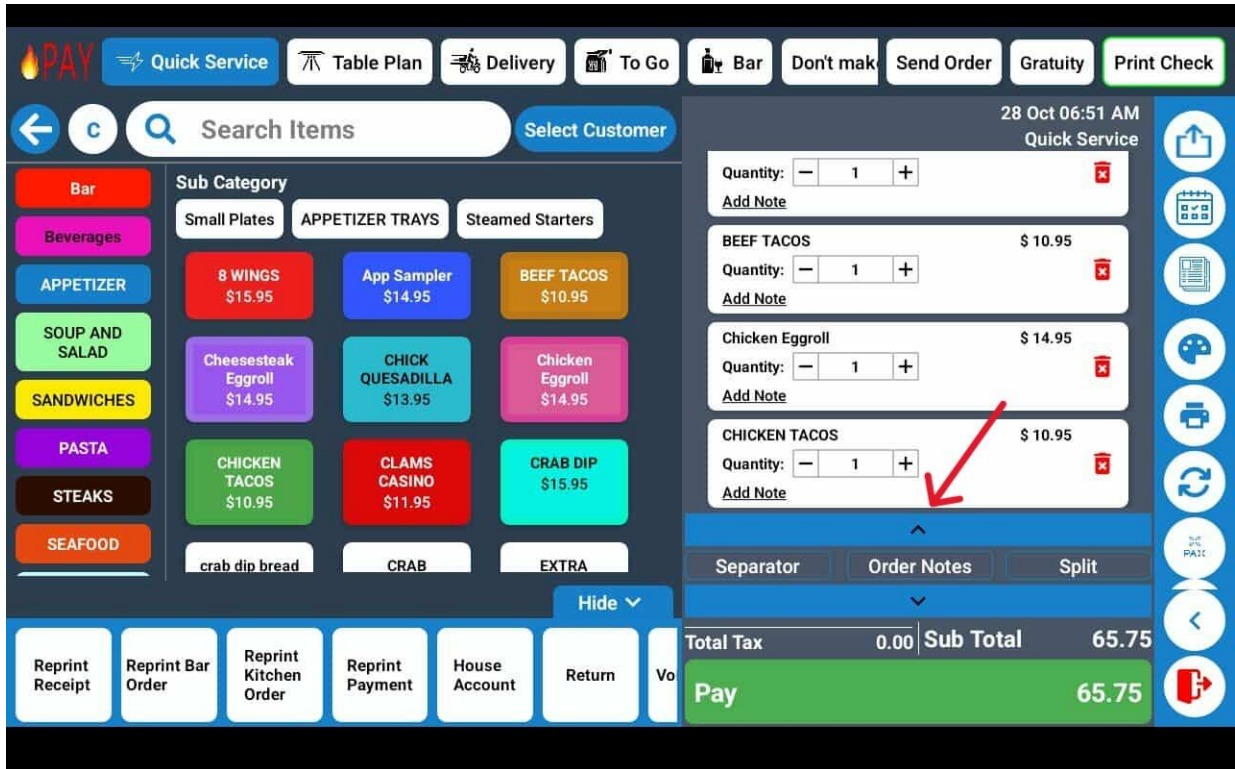 PAY
Quick Service
Table Plan
Delivery
To Go
Bar
Don't mak
Send Order
Gratuity
Print Check
C
Search Items
Select Customer
28 Oct 06:51 AM
Quick Service
Bar
Beverages
APPETIZER
SOUP AND
SALAD
SANDWICHES
PASTA
STEAKS
SEAFOOD
Sub Category
Small Plates
APPETIZER TRAYS
Steamed Starters
8 WINGS
$15.95
App Sampler
$14.95
BEEF TACOS
$10.95
Cheesesteak
Eggroll
$14.95
CHICK
QUESADILLA
$13.95
Chicken
Eggroll
$14.95
CHICKEN
TACOS
$10.95
CLAMS
CASINO
$11.95
CRAB DIP
$15.95
crab dip bread
CRAB
EXTRA
Hide
Reprint
Receipt
Reprint Bar
Order
Reprint
Kitchen
Order
Reprint
Payment
House
Account
Return
Vo
Quantity: − 1 +
Add Note
BEEF TACOS $ 10.95
Quantity: − 1 +
Add Note
Chicken Eggroll $ 14.95
Quantity: − 1 +
Add Note
CHICKEN TACOS $ 10.95
Quantity: − 1 +
Add Note
Separator
Order Notes
Split
Total Tax 0.00
Sub Total 65.75
Pay 65.75
PAX